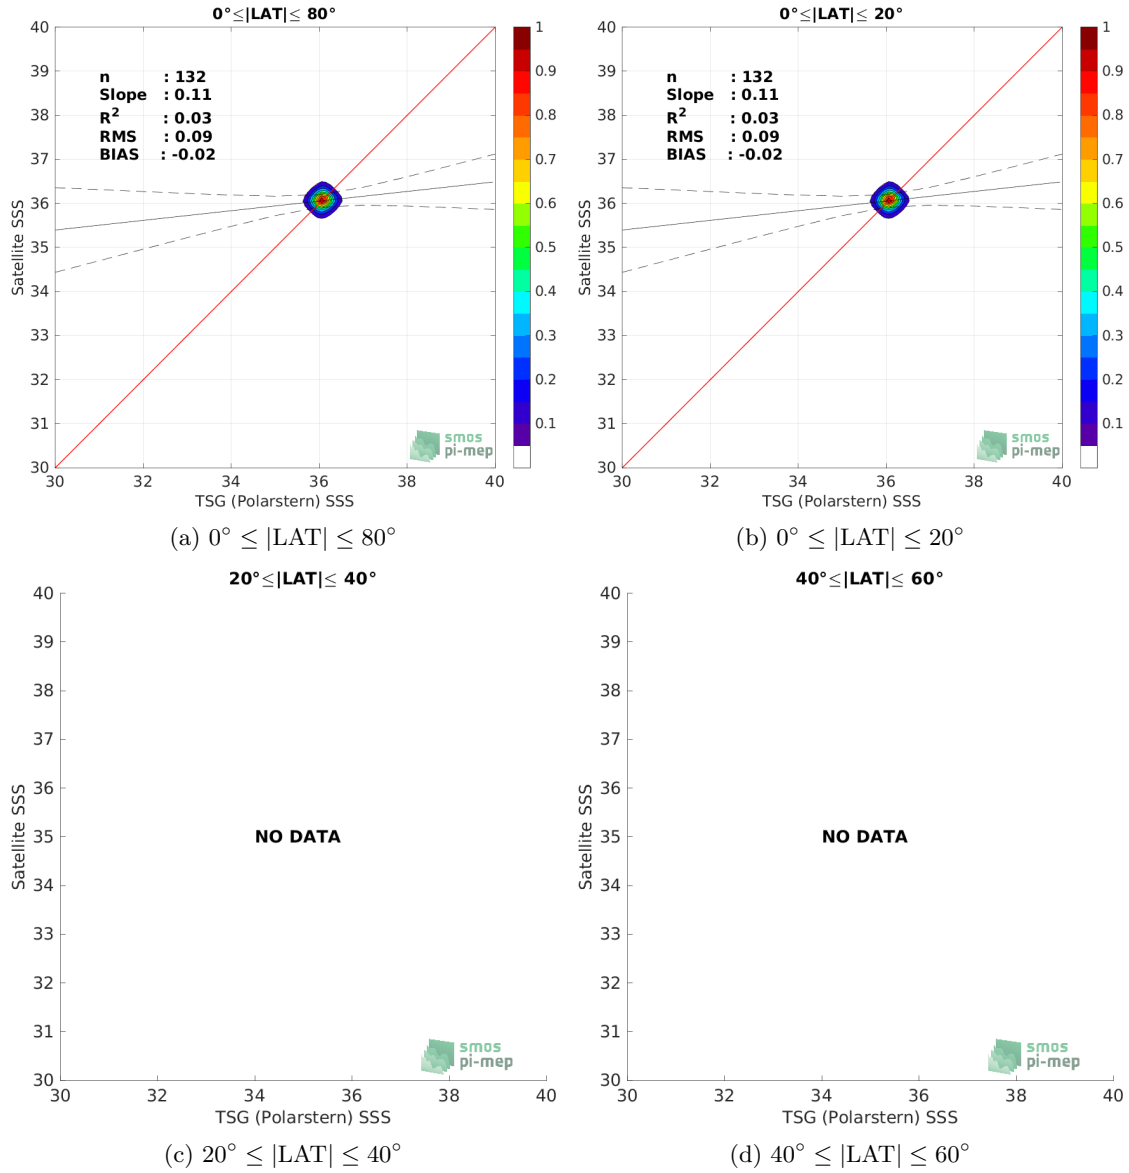 0°≤|LAT|≤ 80°
40
39
38
37
36
35
34
33
32
31
30
Satellite SSS
n : 132
Slope : 0.11
R² : 0.03
RMS : 0.09
BIAS : -0.02
1
0.9
0.8
0.7
0.6
0.5
0.4
0.3
0.2
0.1
smos
pi-mep
30 32 34 36 38 40
TSG (Polarstern) SSS
(a) 0° ≤ |LAT| ≤ 80°
0°≤|LAT|≤ 20°
40
39
38
37
36
35
34
33
32
31
30
Satellite SSS
n : 132
Slope : 0.11
R² : 0.03
RMS : 0.09
BIAS : -0.02
1
0.9
0.8
0.7
0.6
0.5
0.4
0.3
0.2
0.1
smos
pi-mep
30 32 34 36 38 40
TSG (Polarstern) SSS
(b) 0° ≤ |LAT| ≤ 20°
20°≤|LAT|≤ 40°
40
39
38
37
36
35
34
33
32
31
30
Satellite SSS
NO DATA
smos
pi-mep
30 32 34 36 38 40
TSG (Polarstern) SSS
(c) 20° ≤ |LAT| ≤ 40°
40°≤|LAT|≤ 60°
40
39
38
37
36
35
34
33
32
31
30
Satellite SSS
NO DATA
smos
pi-mep
30 32 34 36 38 40
TSG (Polarstern) SSS
(d) 40° ≤ |LAT| ≤ 60°